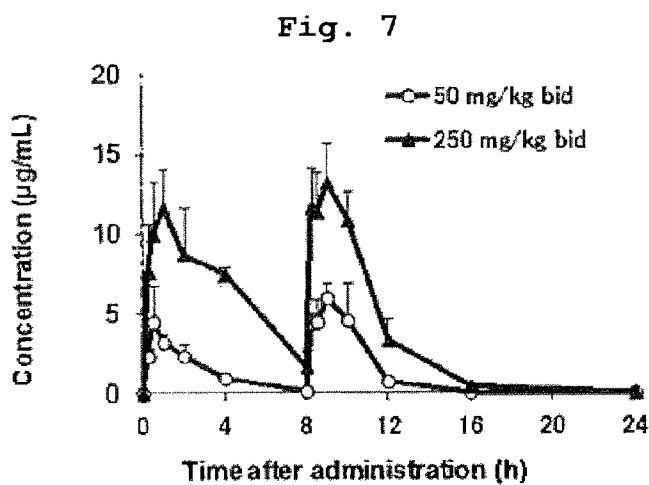 Fig. 7
20
15
10
5
0
Concentration (µg/mL)
50 mg/kg bid
250 mg/kg bid
0 4 8 12 16 20 24
Time after administration (h)